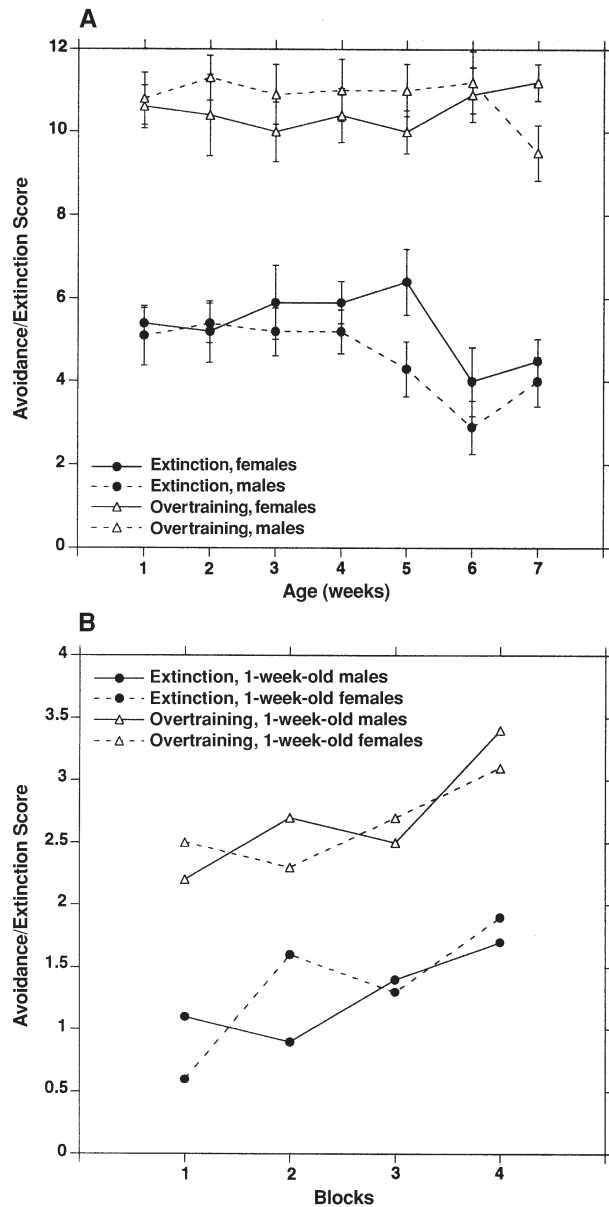 A
12
10
8
6
4
2
0
Avoidance/Extinction Score
Extinction, females
Extinction, males
Overtraining, females
Overtraining, males
1 2 3 4 5 6 7
Age (weeks)
B
4
3.5
3
2.5
2
1.5
1
0.5
0
Avoidance/Extinction Score
Extinction, 1-week-old males
Extinction, 1-week-old females
Overtraining, 1-week-old males
Overtraining, 1-week-old females
1 2 3 4
Blocks